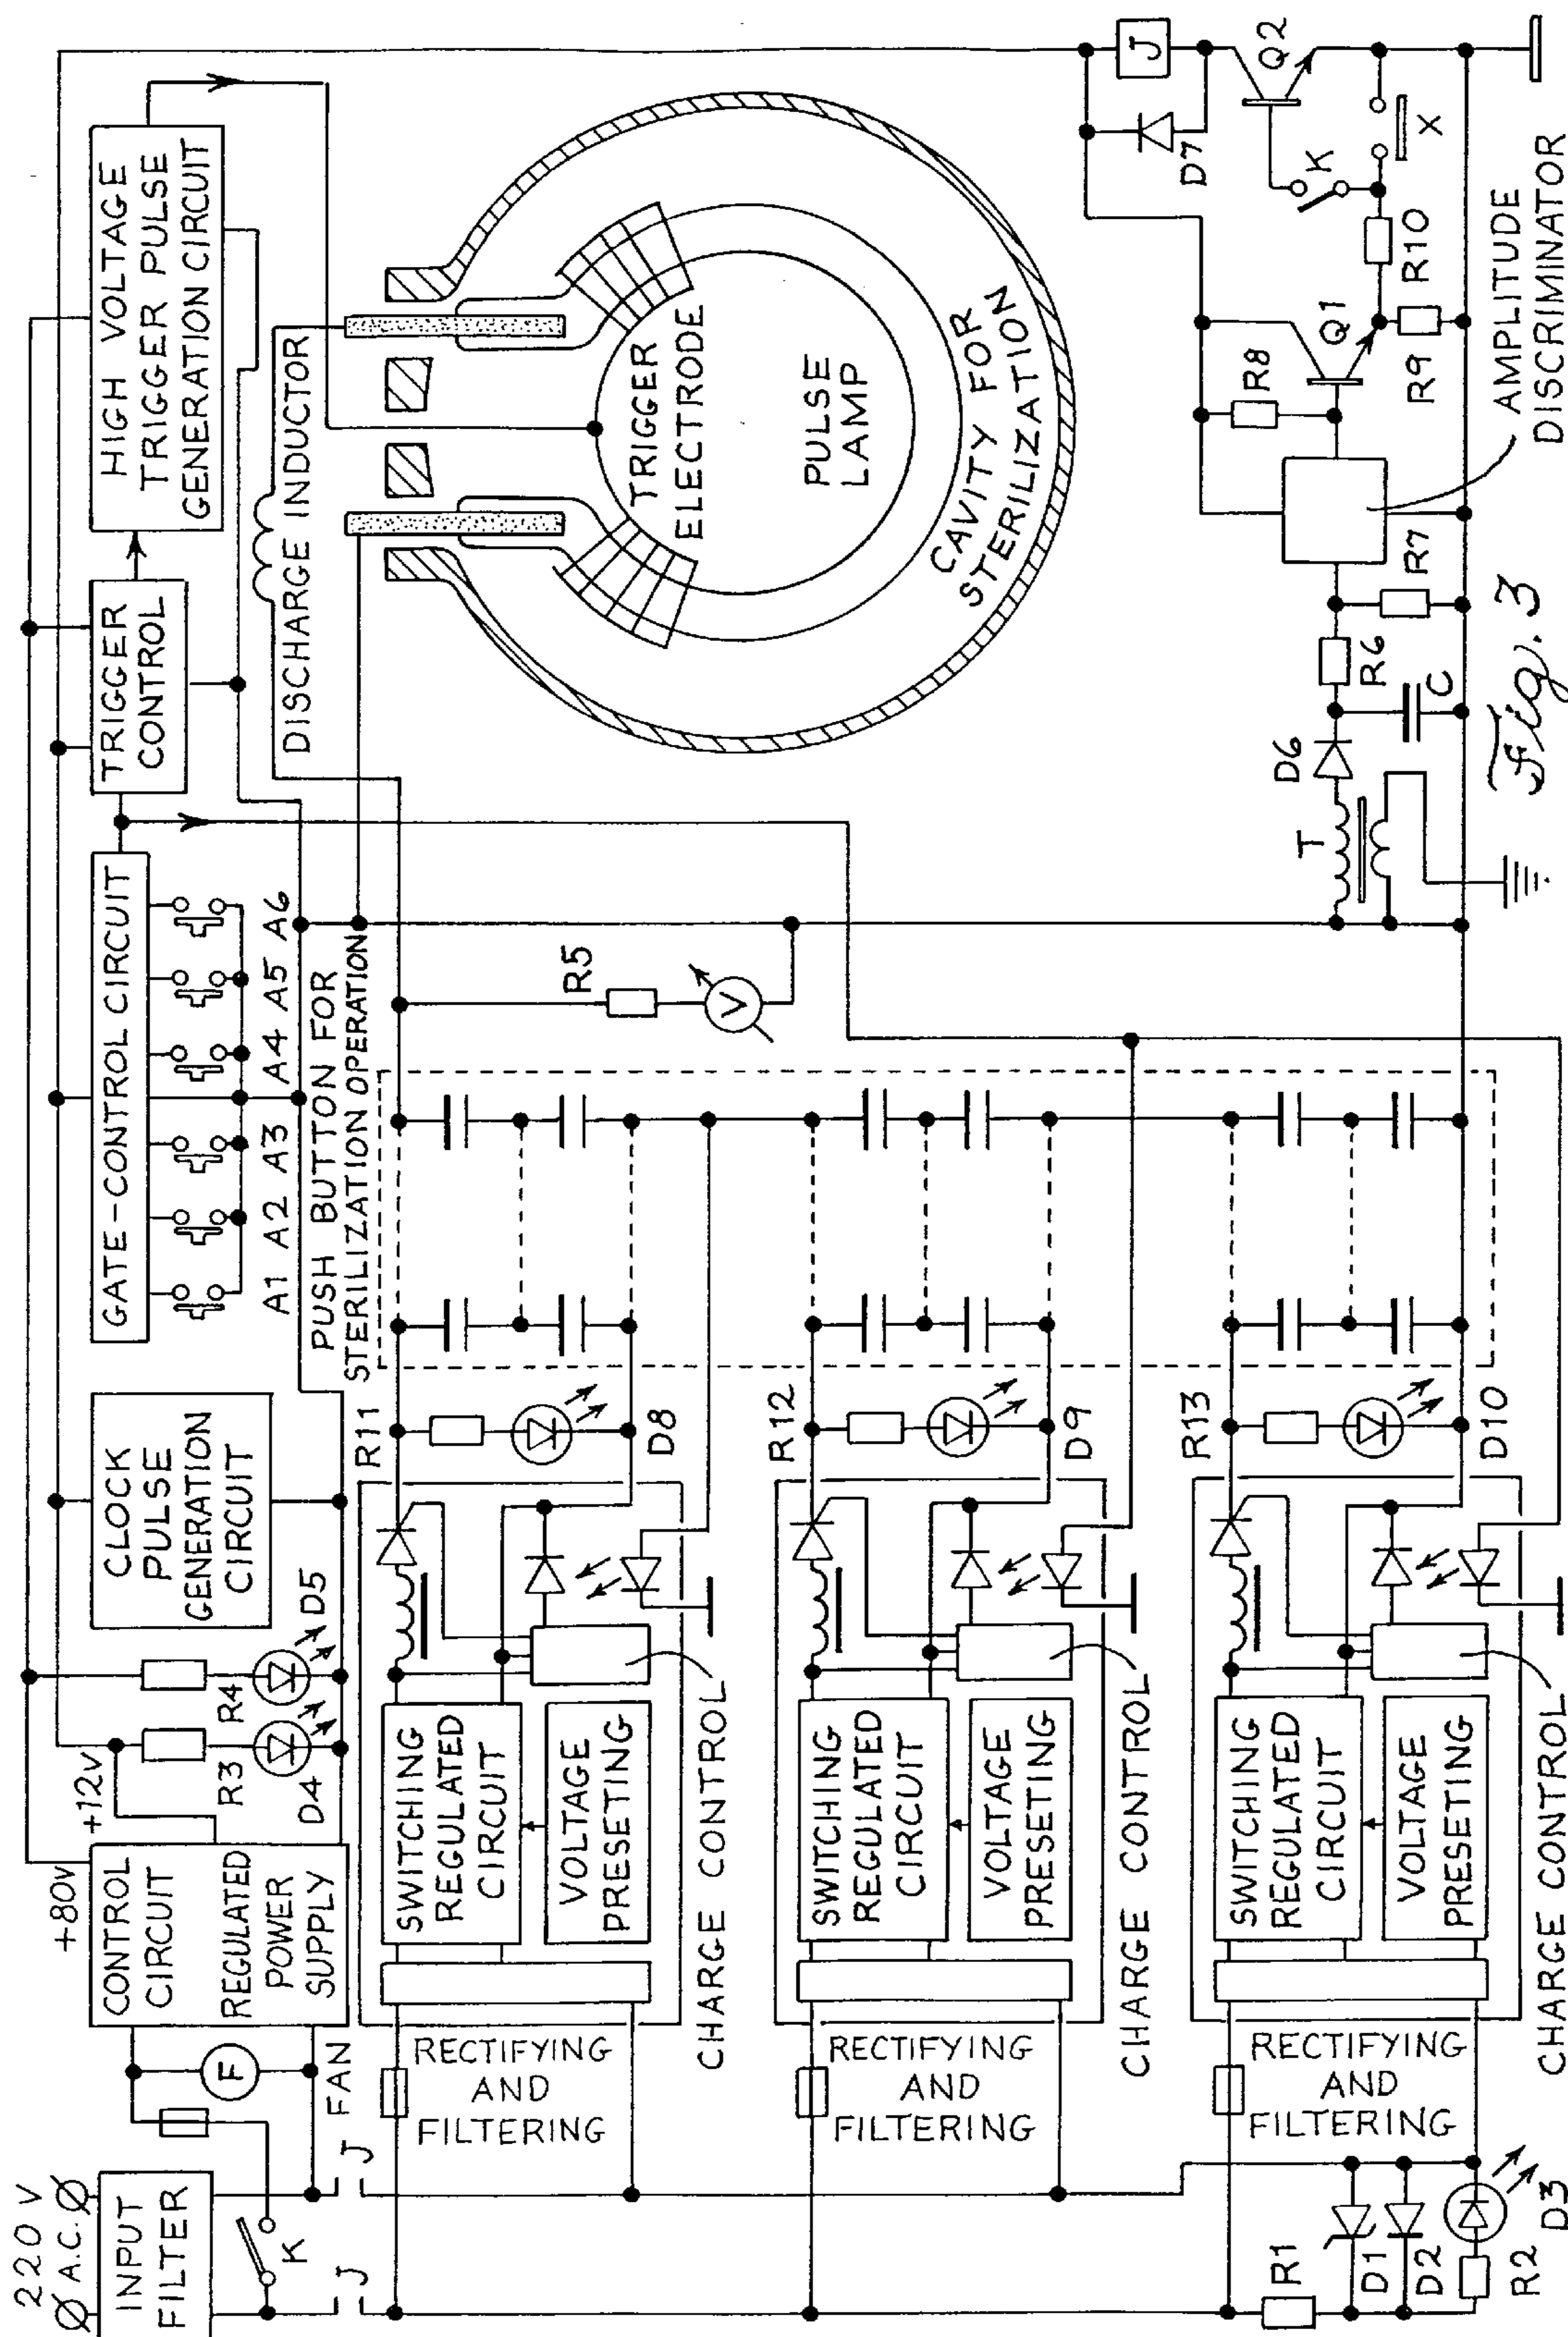 220 V
A.C.
INPUT
FILTER
K
J
J
F
FAN
+80v
+12v
CONTROL
CIRCUIT
REGULATED
POWER
SUPPLY
R3
R4
D4
D5
CLOCK
PULSE
GENERATION
CIRCUIT
GATE-CONTROL CIRCUIT
A1 A2 A3 A4 A5 A6
PUSH BUTTON FOR
STERILIZATION OPERATION
TRIGGER
CONTROL
HIGH VOLTAGE
TRIGGER PULSE
GENERATION CIRCUIT
DISCHARGE INDUCTOR
TRIGGER
ELECTRODE
PULSE
LAMP
CAVITY FOR
STERILIZATION
RECTIFYING
AND
FILTERING
SWITCHING
REGULATED
CIRCUIT
VOLTAGE
PRESETING
CHARGE CONTROL
R11
D8
R5
V
RECTIFYING
AND
FILTERING
SWITCHING
REGULATED
CIRCUIT
VOLTAGE
PRESETING
CHARGE CONTROL
R12
D9
RECTIFYING
AND
FILTERING
SWITCHING
REGULATED
CIRCUIT
VOLTAGE
PRESETING
CHARGE CONTROL
R13
D10
R1
D1
D2
R2
D3
T
D6
C
R6
R7
R8
Q1
R9
R10
K
X
D7
J
Q2
AMPLITUDE
DISCRIMINATOR
Fig. 3